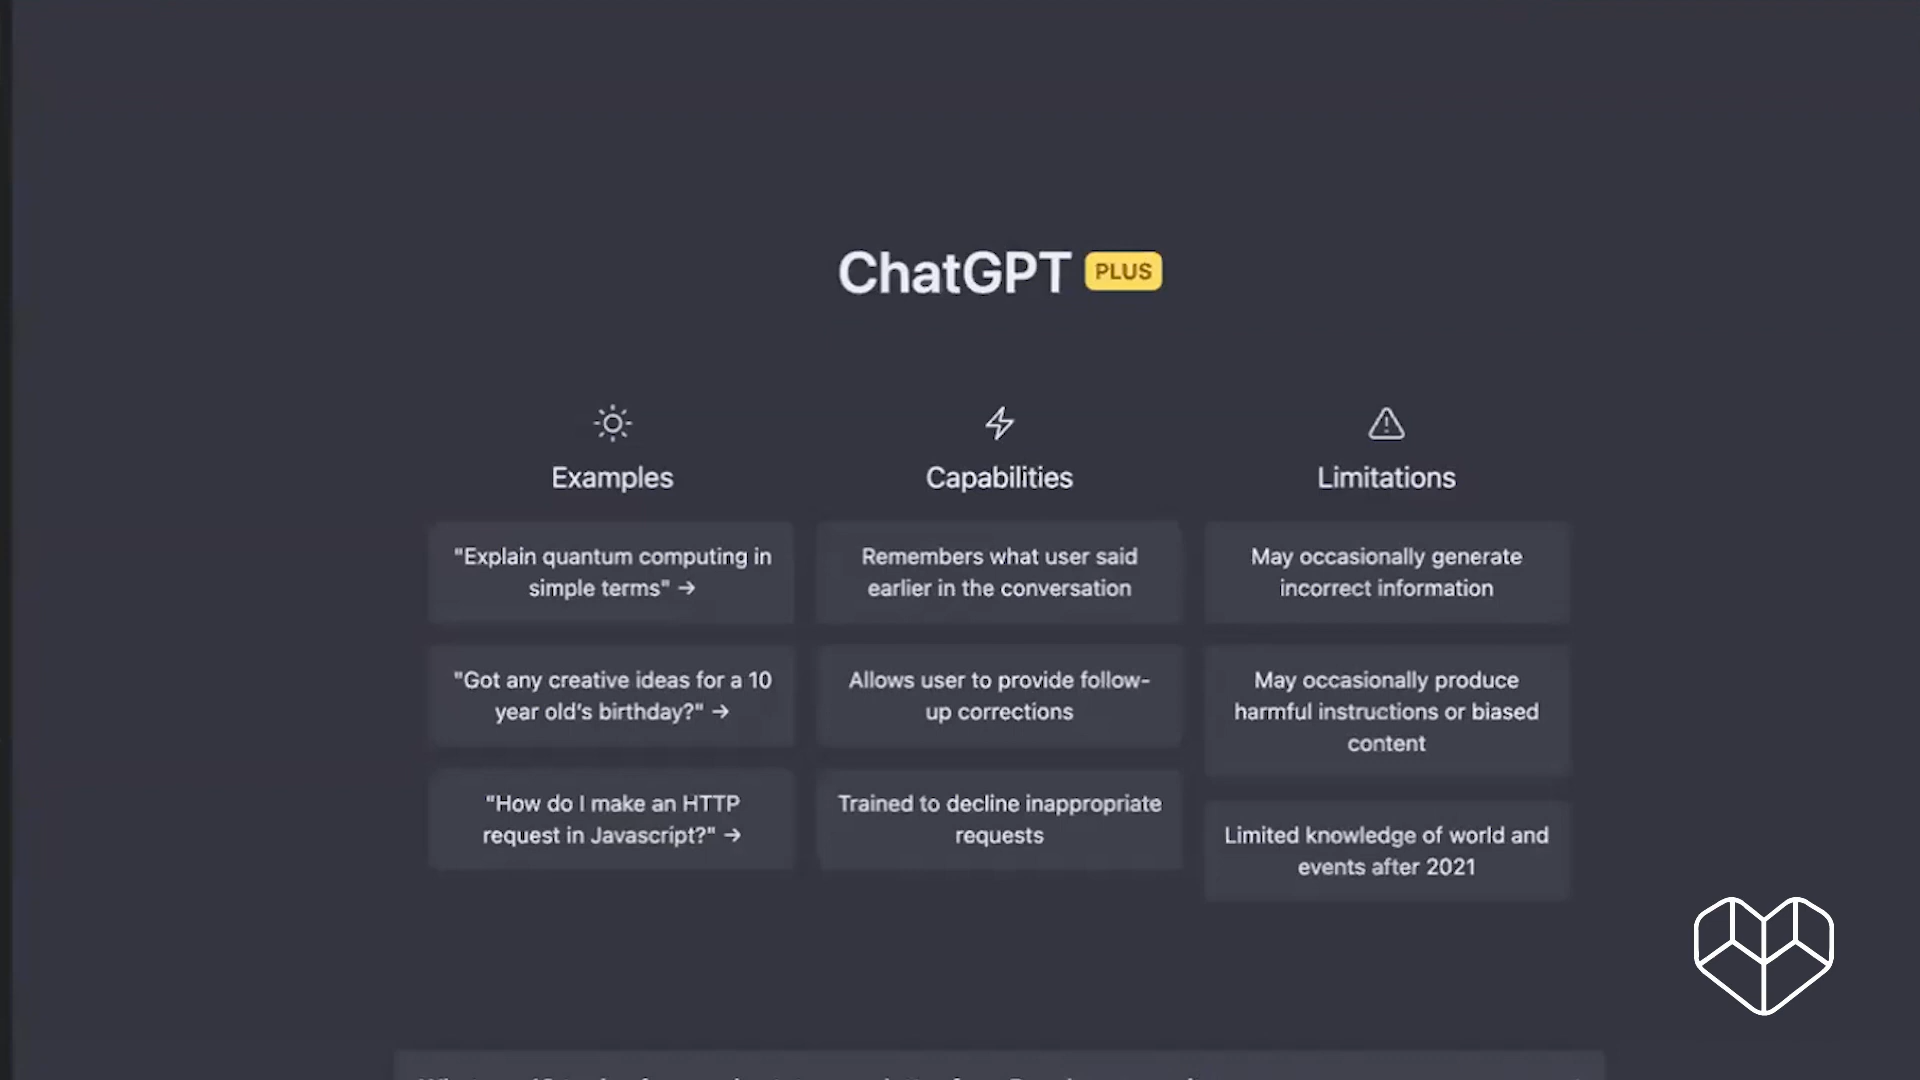 ChatGPT PLUS
Examples
"Explain quantum computing in
simple terms" →
"Got any creative ideas for a 10
year old's birthday?" →
"How do I make an HTTP
request in Javascript?" →
Capabilities
Remembers what user said
earlier in the conversation
Allows user to provide follow-
up corrections
Trained to decline inappropriate
requests
Limitations
May occasionally generate
incorrect information
May occasionally produce
harmful instructions or biased
content
Limited knowledge of world and
events after 2021